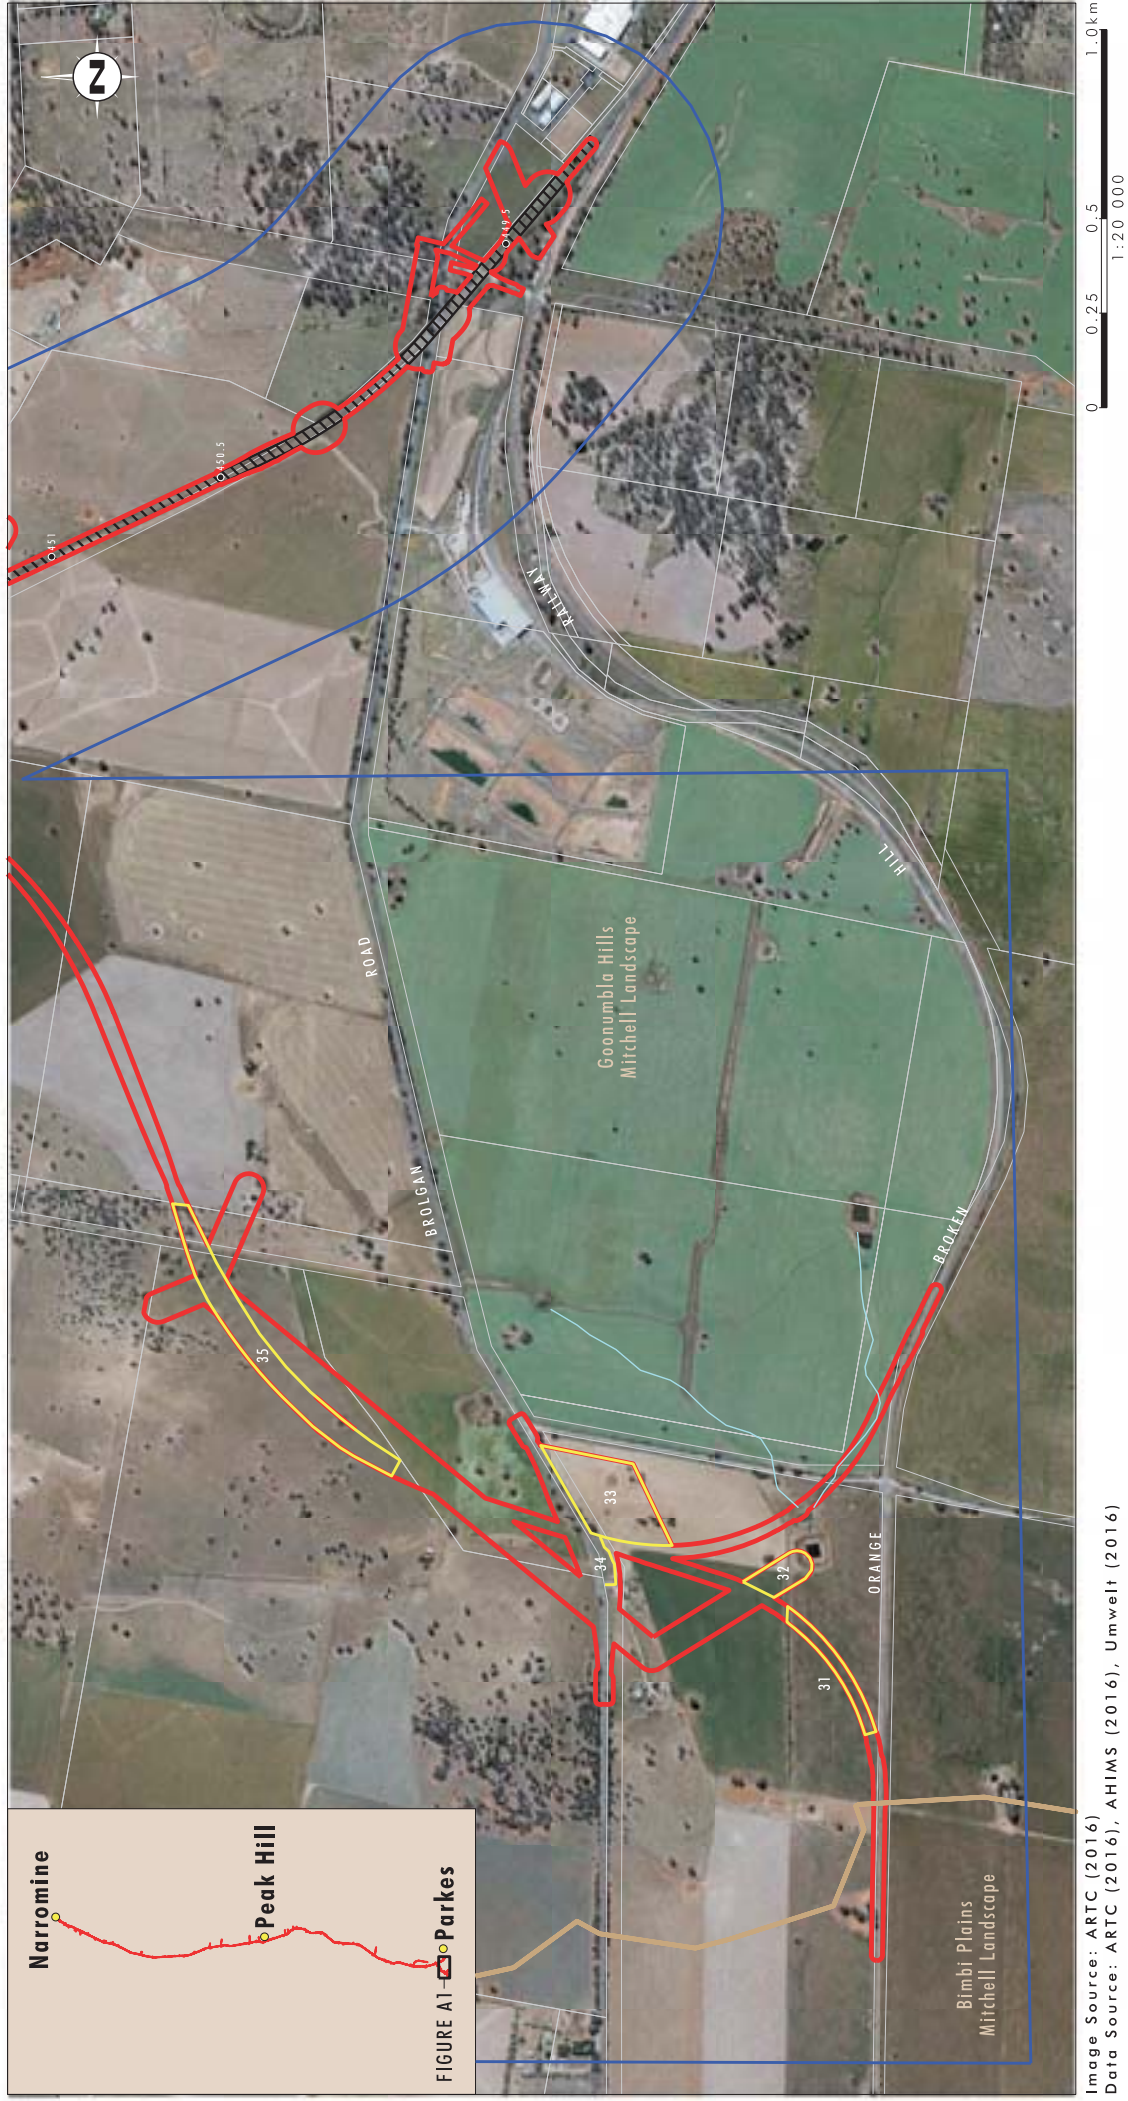 Narromine
Peak Hill
Parkes
FIGURE A1
N
451
450.5
449.5
BROLGAN
ROAD
ORANGE
BROKEN
HILL
RAILWAY
Goonumbla Hills
Mitchell Landscape
Bimbi Plains
Mitchell Landscape
31
32
33
34
35
Image Source: ARTC (2016)
Data Source: ARTC (2016), AHIMS (2016), Umwelt (2016)
0
0.25
0.5
1.0km
1:20 000